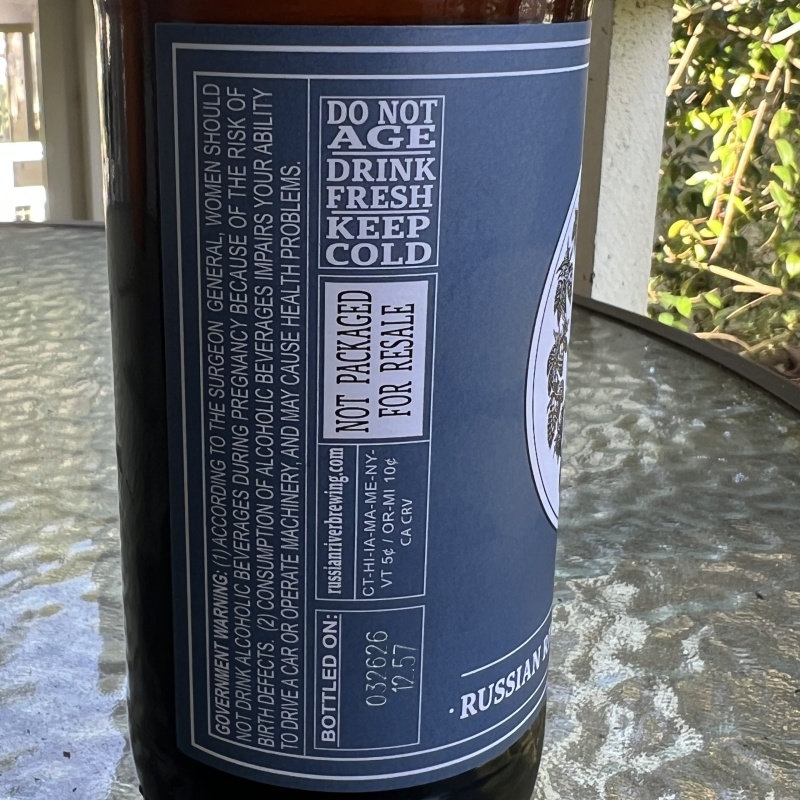 GOVERNMENT WARNING: (1) ACCORDING TO THE SURGEON GENERAL, WOMEN SHOULD
NOT DRINK ALCOHOLIC BEVERAGES DURING PREGNANCY BECAUSE OF THE RISK OF
BIRTH DEFECTS. (2) CONSUMPTION OF ALCOHOLIC BEVERAGES IMPAIRS YOUR ABILITY
TO DRIVE A CAR OR OPERATE MACHINERY, AND MAY CAUSE HEALTH PROBLEMS.
DO NOT
AGE
DRINK
FRESH
KEEP
COLD
NOT PACKAGED
FOR RESALE
russianriverbrewing.com
CT-HI-IA-MA-ME-NY-
VT 5¢ / OR-MI 10¢
CA CRV
BOTTLED ON:
032626
12:57
· RUSSIAN